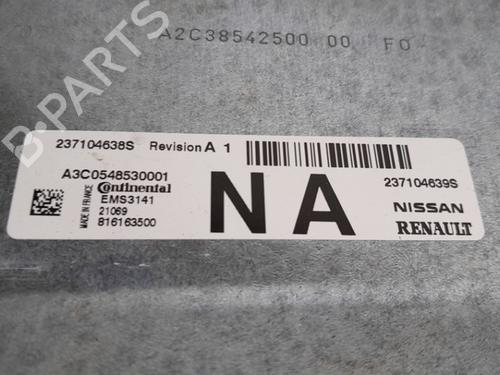 A2C38542500 00 F0
B-PARTS
237104638S Revision A 1
A3C0548530001
237104639S
MADE IN FRANCE
Continental
EMS3141
21069
816163500
NA
NISSAN
RENAULT